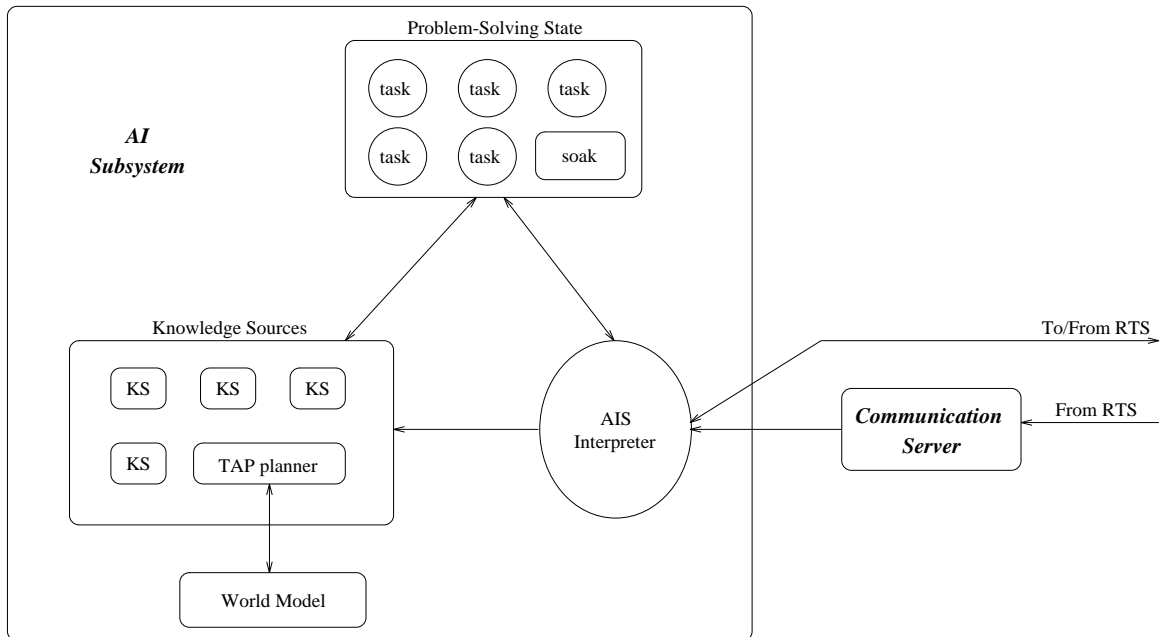 Problem-Solving State
task task task
task task soak
AI
Subsystem
Knowledge Sources
KS KS KS
KS TAP planner
World Model
AIS
Interpreter
To/From RTS
From RTS
Communication
Server